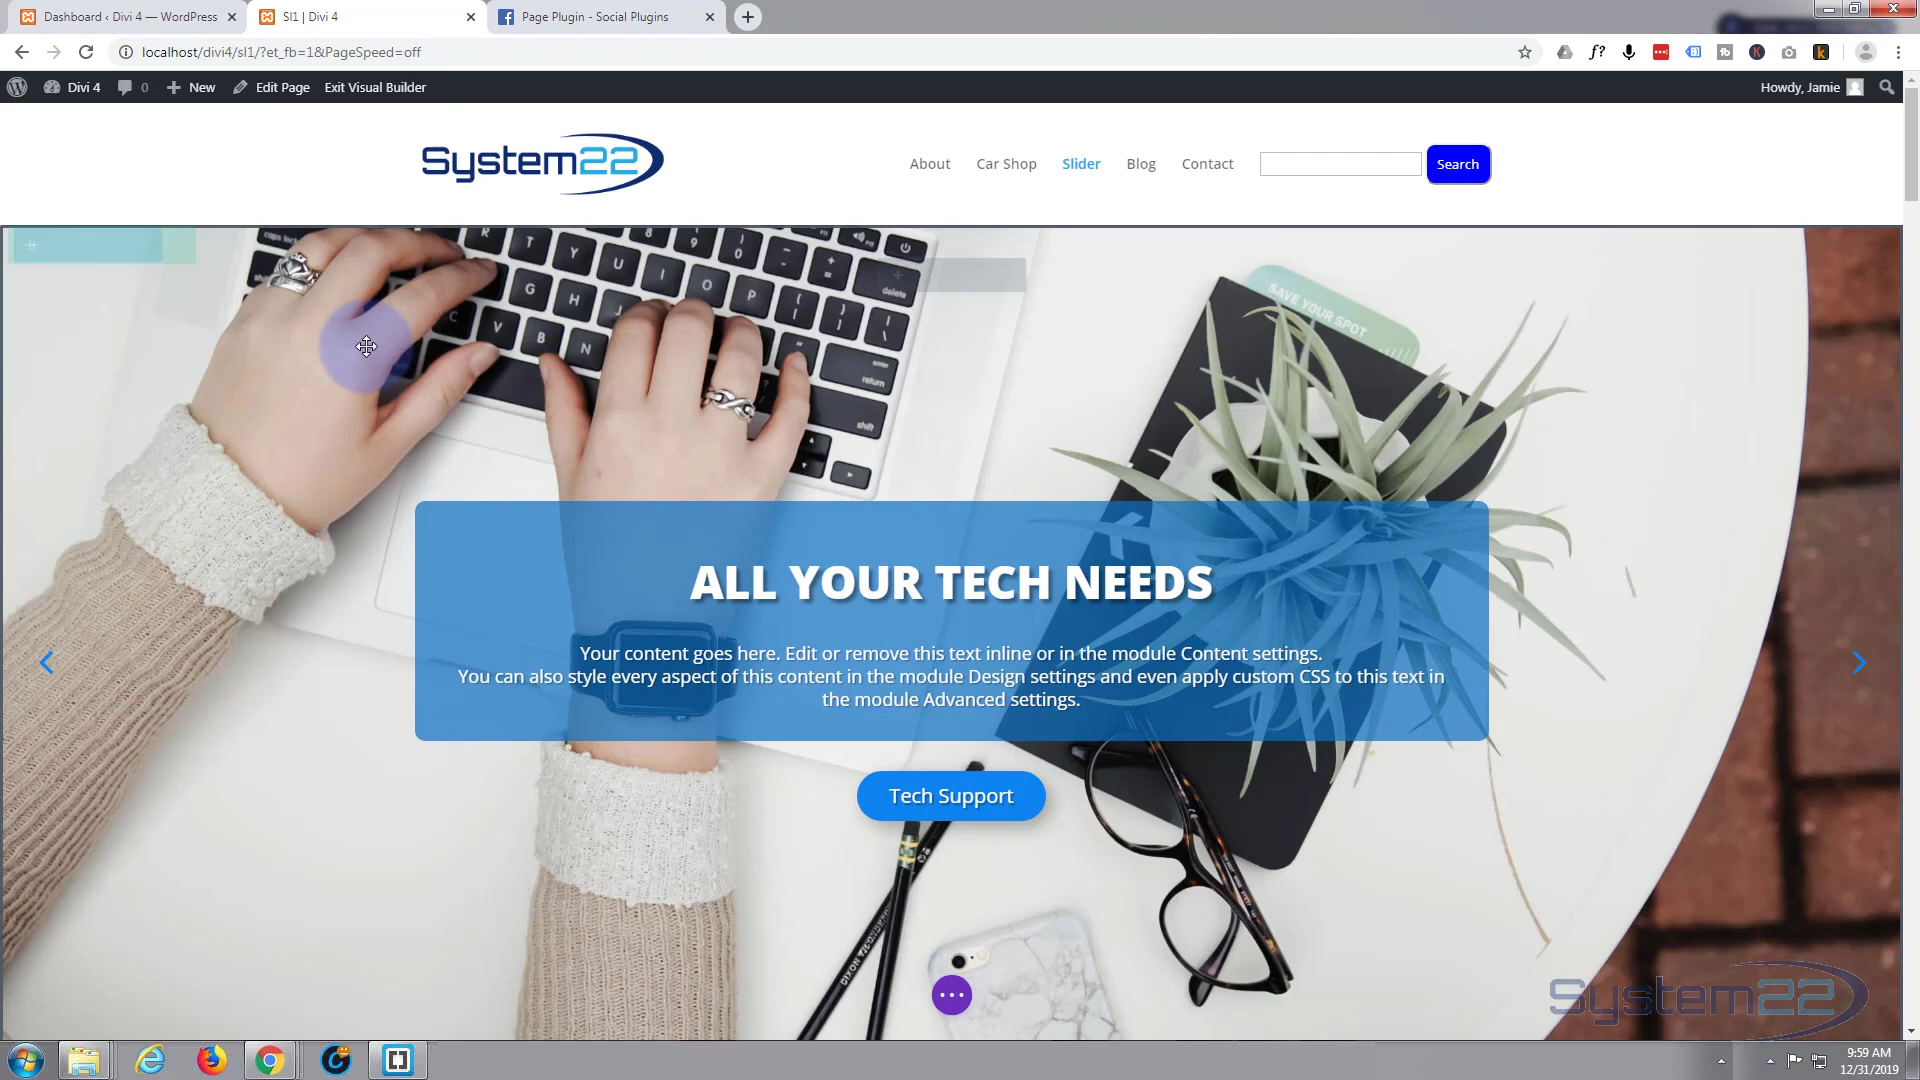 Dashboard ‹ Divi 4 — WordPress
Sl1 | Divi 4
Page Plugin - Social Plugins
localhost/divi4/sl1/?et_fb=1&PageSpeed=off
Divi 4
0
New
Edit Page
Exit Visual Builder
Howdy, Jamie
System22
About
Car Shop
Slider
Blog
Contact
Search
SAVE YOUR SPOT
ALL YOUR TECH NEEDS
Your content goes here. Edit or remove this text inline or in the module Content settings.
You can also style every aspect of this content in the module Design settings and even apply custom CSS to this text in
the module Advanced settings.
Tech Support
System22
9:59 AM
12/31/2019